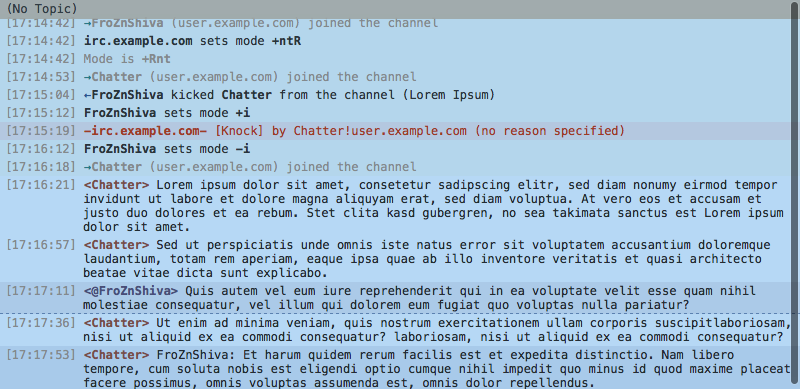 (No Topic)
[17:14:42] →FroZnShiva (user.example.com) joined the channel
[17:14:42] irc.example.com sets mode +ntR
[17:14:42] Mode is +Rnt
[17:14:53] →Chatter (user.example.com) joined the channel
[17:15:04] ←FroZnShiva kicked Chatter from the channel (Lorem Ipsum)
[17:15:12] FroZnShiva sets mode +i
[17:15:19] -irc.example.com- [Knock] by Chatter!user.example.com (no reason specified)
[17:16:12] FroZnShiva sets mode -i
[17:16:18] →Chatter (user.example.com) joined the channel
[17:16:21] <Chatter> Lorem ipsum dolor sit amet, consetetur sadipscing elitr, sed diam nonumy eirmod tempor
invidunt ut labore et dolore magna aliquyam erat, sed diam voluptua. At vero eos et accusam et
justo duo dolores et ea rebum. Stet clita kasd gubergren, no sea takimata sanctus est Lorem ipsum
dolor sit amet.
[17:16:57] <Chatter> Sed ut perspiciatis unde omnis iste natus error sit voluptatem accusantium doloremque
laudantium, totam rem aperiam, eaque ipsa quae ab illo inventore veritatis et quasi architecto
beatae vitae dicta sunt explicabo.
[17:17:11] <@FroZnShiva> Quis autem vel eum iure reprehenderit qui in ea voluptate velit esse quam nihil
molestiae consequatur, vel illum qui dolorem eum fugiat quo voluptas nulla pariatur?
[17:17:36] <Chatter> Ut enim ad minima veniam, quis nostrum exercitationem ullam corporis suscipitlaboriosam,
nisi ut aliquid ex ea commodi consequatur? laboriosam, nisi ut aliquid ex ea commodi consequatur?
[17:17:53] <Chatter> FroZnShiva: Et harum quidem rerum facilis est et expedita distinctio. Nam libero
tempore, cum soluta nobis est eligendi optio cumque nihil impedit quo minus id quod maxime placeat
facere possimus, omnis voluptas assumenda est, omnis dolor repellendus.